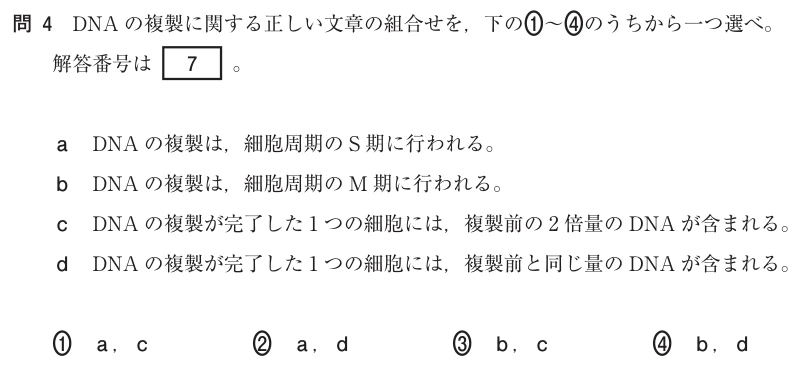 問 4 DNA の複製に関する正しい文章の組合せを，下の①〜④のうちから一つ選べ。
解答番号は 7 。
a DNA の複製は，細胞周期の S 期に行われる。
b DNA の複製は，細胞周期の M 期に行われる。
c DNA の複製が完了した 1 つの細胞には，複製前の 2 倍量の DNA が含まれる。
d DNA の複製が完了した 1 つの細胞には，複製前と同じ量の DNA が含まれる。
① a，c ② a，d ③ b，c ④ b，d